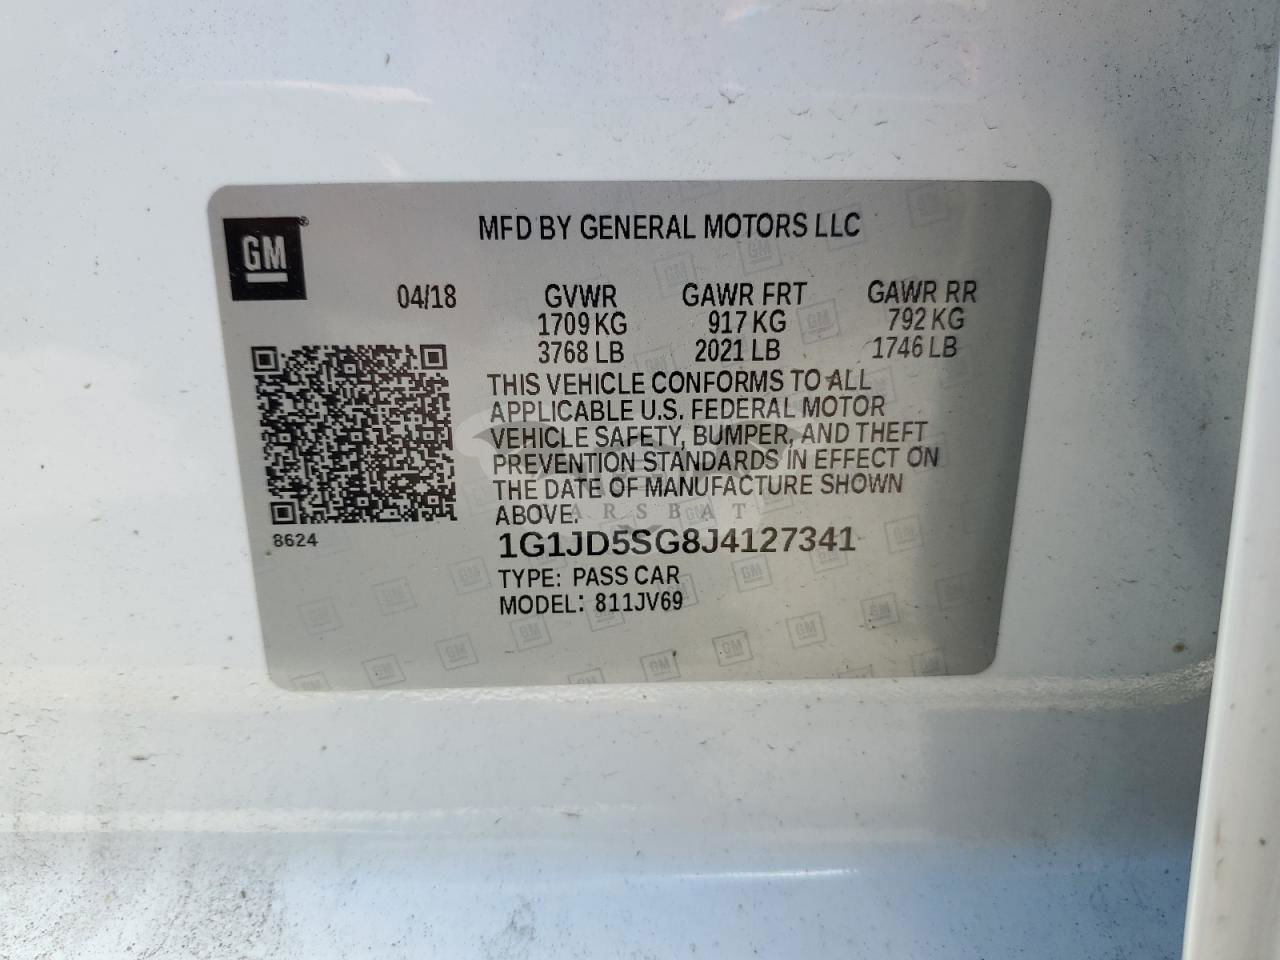 GM
MFD BY GENERAL MOTORS LLC
04/18 GVWR GAWR FRT GAWR RR
1709 KG 917 KG 792 KG
3768 LB 2021 LB 1746 LB
THIS VEHICLE CONFORMS TO ALL
APPLICABLE U.S. FEDERAL MOTOR
VEHICLE SAFETY, BUMPER, AND THEFT
PREVENTION STANDARDS IN EFFECT ON
THE DATE OF MANUFACTURE SHOWN
ABOVE.
8624
1G1JD5SG8J4127341
TYPE: PASS CAR
MODEL: 811JV69